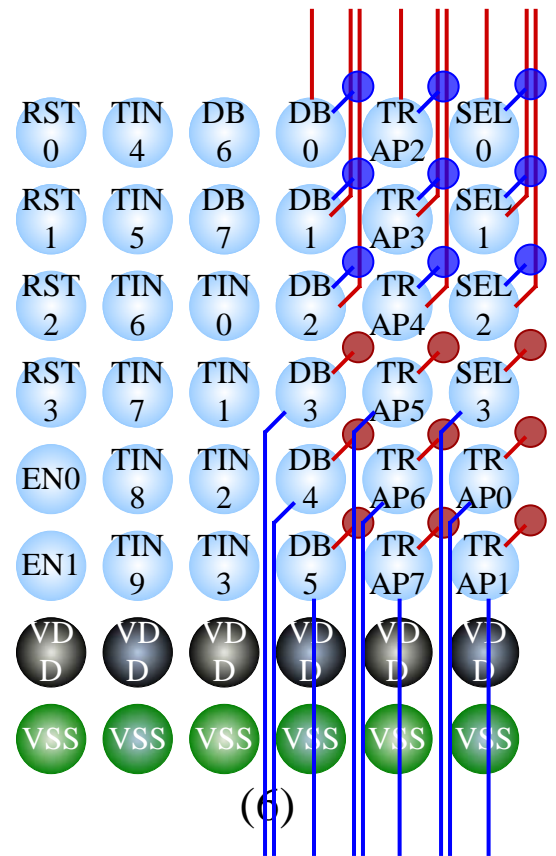 RST TIN DB DB TR SEL
0 4 6 0 AP2 0
RST TIN DB DB TR SEL
1 5 7 1 AP3 1
RST TIN TIN DB TR SEL
2 6 0 2 AP4 2
RST TIN TIN DB TR SEL
3 7 1 3 AP5 3
EN0 TIN TIN DB TR TR
8 2 4 AP6 AP0
EN1 TIN TIN DB TR TR
9 3 5 AP7 AP1
VD VD VD VD VD VD
D D D D D D
VSS VSS VSS VSS VSS VSS
(6)